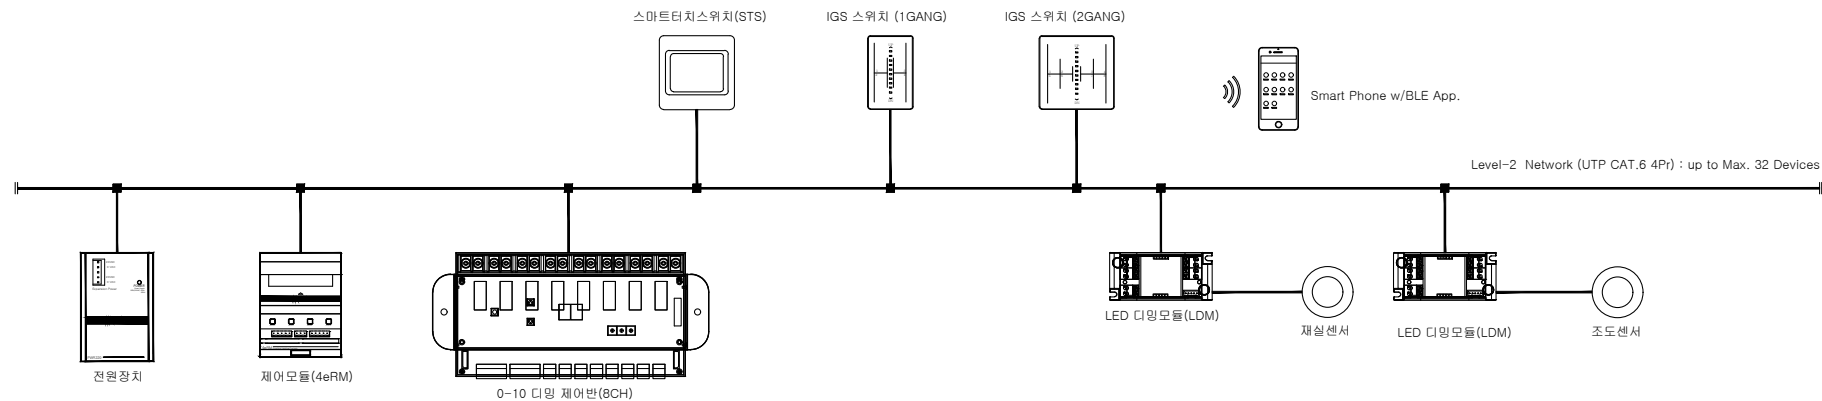 스마트터치스위치(STS)
IGS 스위치 (1GANG)
IGS 스위치 (2GANG)
Smart Phone w/BLE App.
Level-2 Network (UTP CAT.6 4Pr) : up to Max. 32 Devices
전원장치
제어모듈(4eRM)
0-10 디밍 제어반(8CH)
LED 디밍모듈(LDM)
재실센서
LED 디밍모듈(LDM)
조도센서